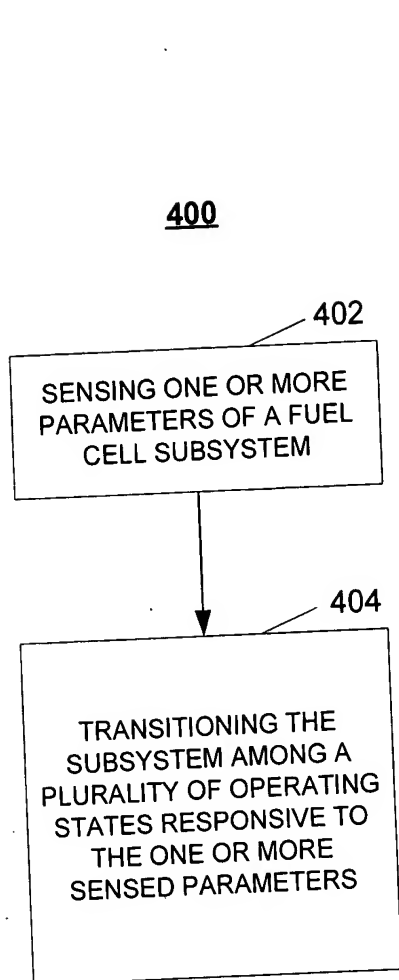 400
402
SENSING ONE OR MORE
PARAMETERS OF A FUEL
CELL SUBSYSTEM
404
TRANSITIONING THE
SUBSYSTEM AMONG A
PLURALITY OF OPERATING
STATES RESPONSIVE TO
THE ONE OR MORE
SENSED PARAMETERS